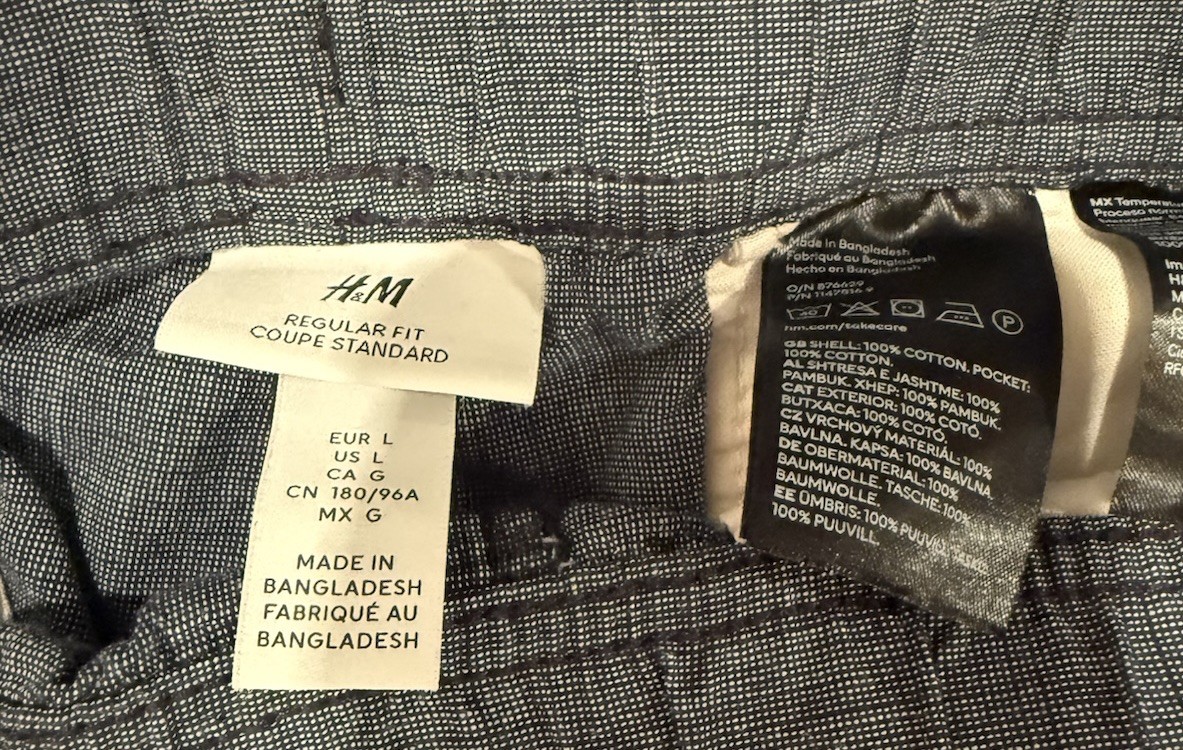 H&M
REGULAR FIT
COUPE STANDARD
EUR L
US L
CA G
CN 180/96A
MX G
MADE IN
BANGLADESH
FABRIQUÉ AU
BANGLADESH
Made in Bangladesh
Fabriqué au Bangladesh
Hecho en Bangladesh
O/N 876629
P/N
40
P
hm.com/takecare
GB SHELL: 100% COTTON. POCKET:
100% COTTON.
AL SHTRESA E JASHTME: 100%
PAMBUK. XHEP: 100% PAMBUK.
CAT EXTERIOR: 100% COTÓ.
BUTXACA: 100% COTÓ.
CZ VRCHOVÝ MATERIÁL: 100%
BAVLNA. KAPSA: 100% BAVLNA
DE OBERMATERIAL: 100%
BAUMWOLLE. TASCHE: 100%
BAUMWOLLE.
EE ÜMBRIS: 100% PUUVILL
100% PUUVILL
MX
Proceso